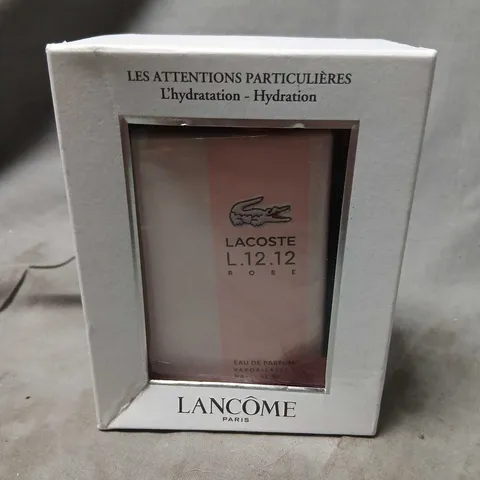 LES ATTENTIONS PARTICULIÈRES
L'hydratation - Hydration
LACOSTE
L.12.12
ROSE
EAU DE PARFUM
LANCÔME
PARIS